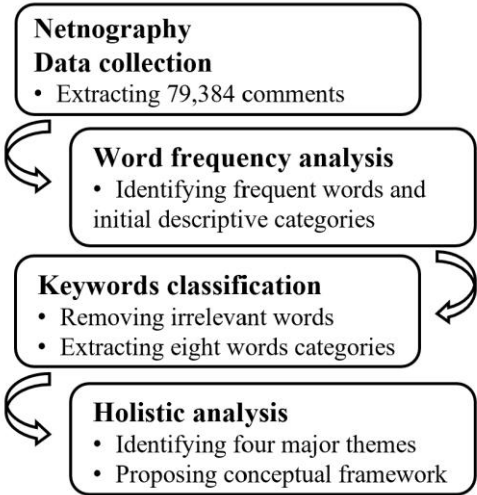 Netnography
Data collection
• Extracting 79,384 comments
Word frequency analysis
• Identifying frequent words and
initial descriptive categories
Keywords classification
• Removing irrelevant words
• Extracting eight words categories
Holistic analysis
• Identifying four major themes
• Proposing conceptual framework